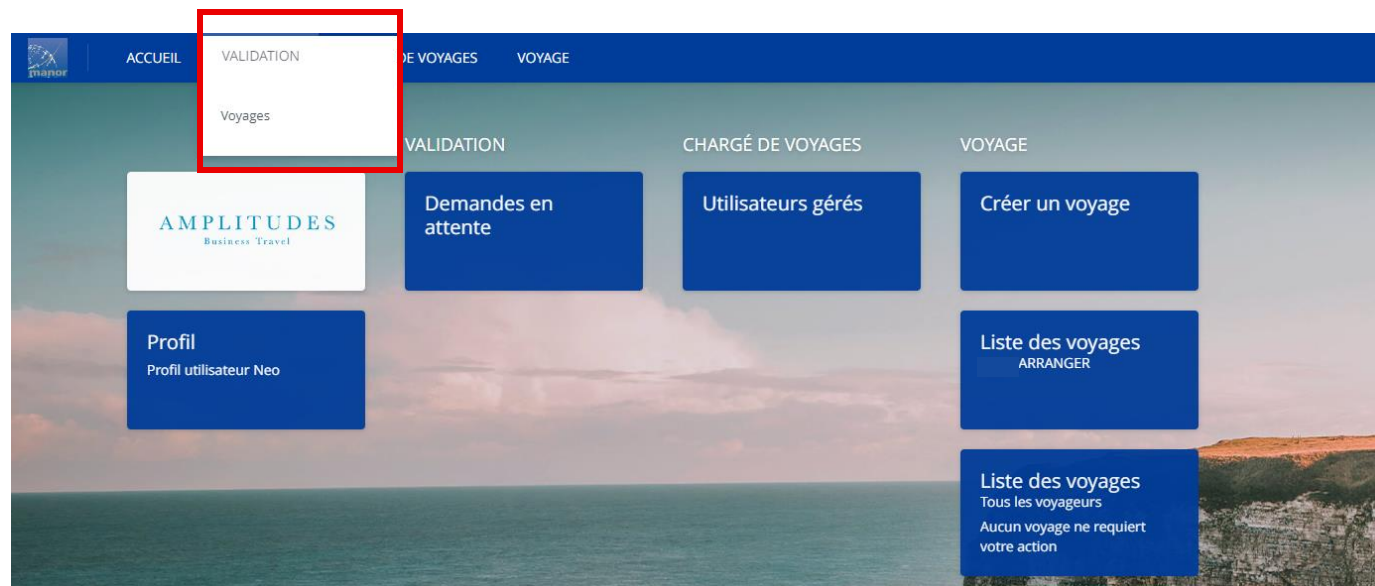 manor
ACCUEIL
VALIDATION
Voyages
DE VOYAGES
VOYAGE
VALIDATION
CHARGÉ DE VOYAGES
VOYAGE
AMPLITUDES
Business Travel
Demandes en
attente
Utilisateurs gérés
Créer un voyage
Profil
Profil utilisateur Neo
Liste des voyages
ARRANGER
Liste des voyages
Tous les voyageurs
Aucun voyage ne requiert
votre action